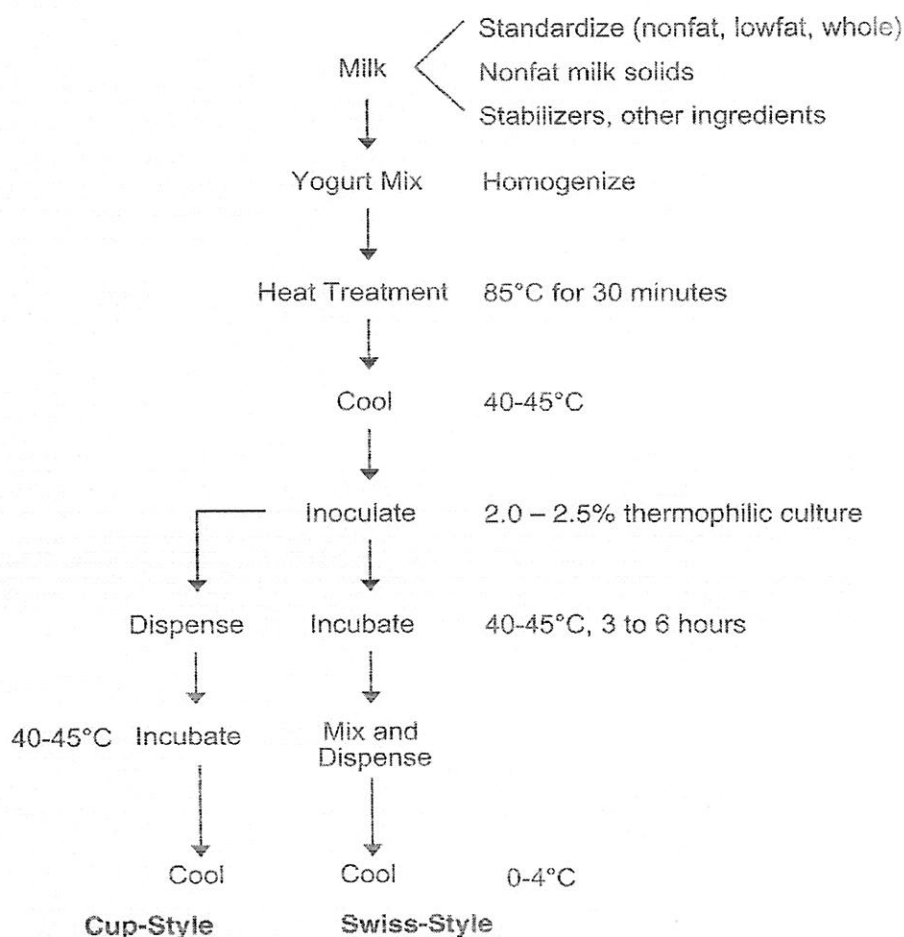 Standardize (nonfat, lowfat, whole)
Milk
Nonfat milk solids
Stabilizers, other ingredients
Yogurt Mix Homogenize
Heat Treatment 85°C for 30 minutes
Cool 40-45°C
Inoculate 2.0 – 2.5% thermophilic culture
Dispense Incubate 40-45°C, 3 to 6 hours
40-45°C Incubate Mix and
Dispense
Cool Cool 0-4°C
Cup-Style Swiss-Style